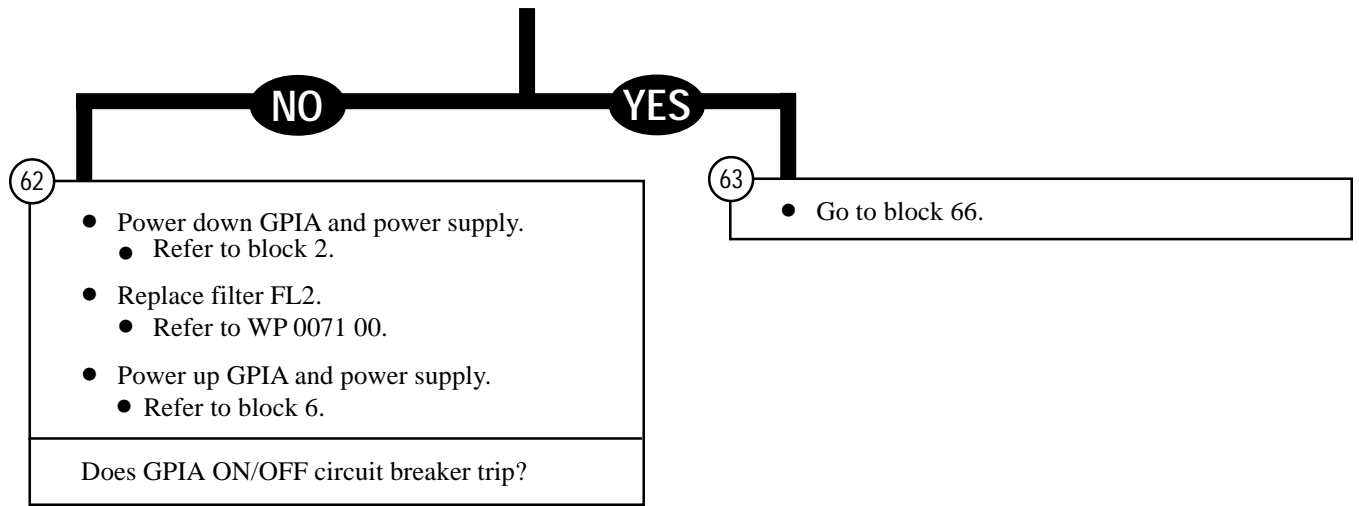 NO
YES
62
● Power down GPIA and power supply.
● Refer to block 2.
● Replace filter FL2.
● Refer to WP 0071 00.
● Power up GPIA and power supply.
● Refer to block 6.
Does GPIA ON/OFF circuit breaker trip?
63
● Go to block 66.